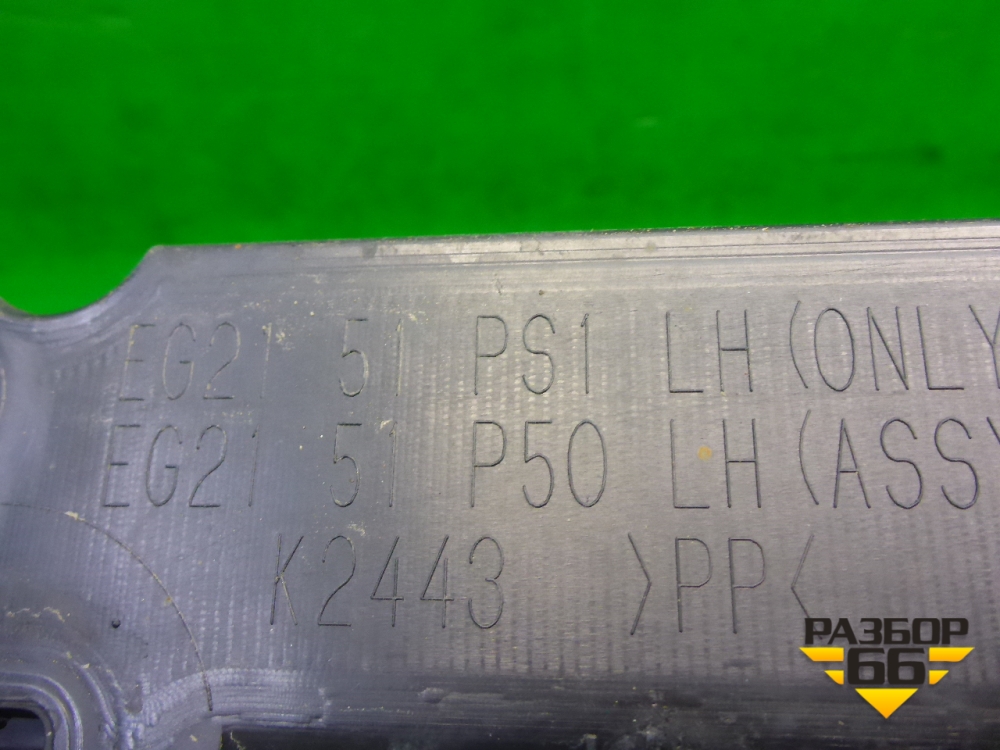 EG21 51 PS1 LH (ONLY
EG21 51 P50 LH (ASSY
K2443 >PP<
РАЗБОР
66